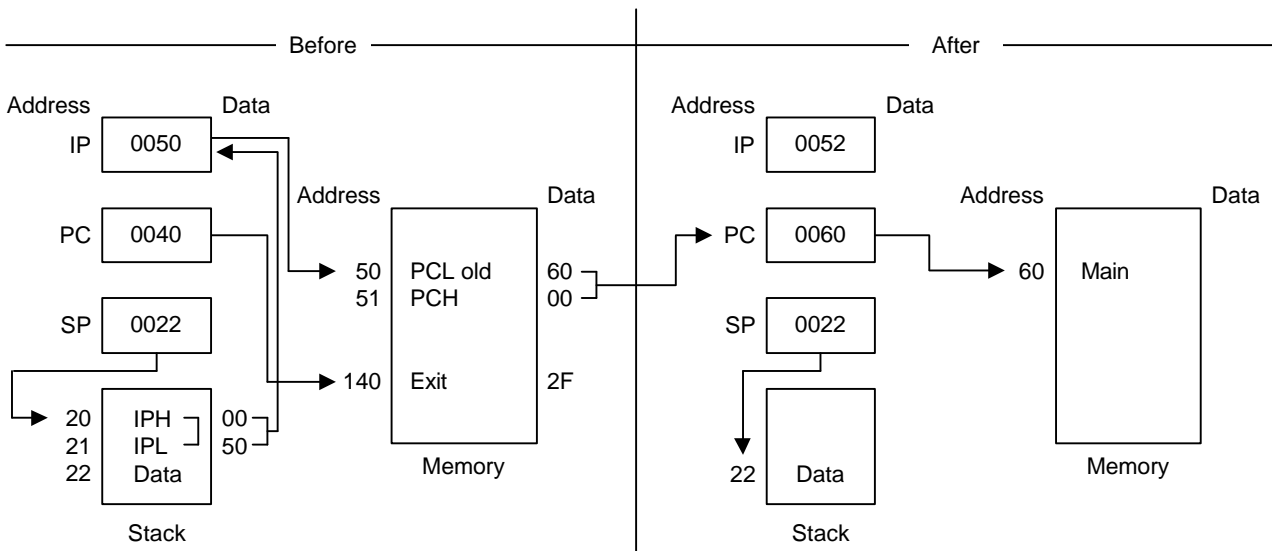 Before
Address Data
IP 0050
PC 0040
SP 0022
20 IPH 00
21 IPL 50
22 Data
Stack
Address Data
50 PCL old 60
51 PCH 00
140 Exit 2F
Memory
After
Address Data
IP 0052
PC 0060
SP 0022
22 Data
Stack
Address Data
60 Main
Memory